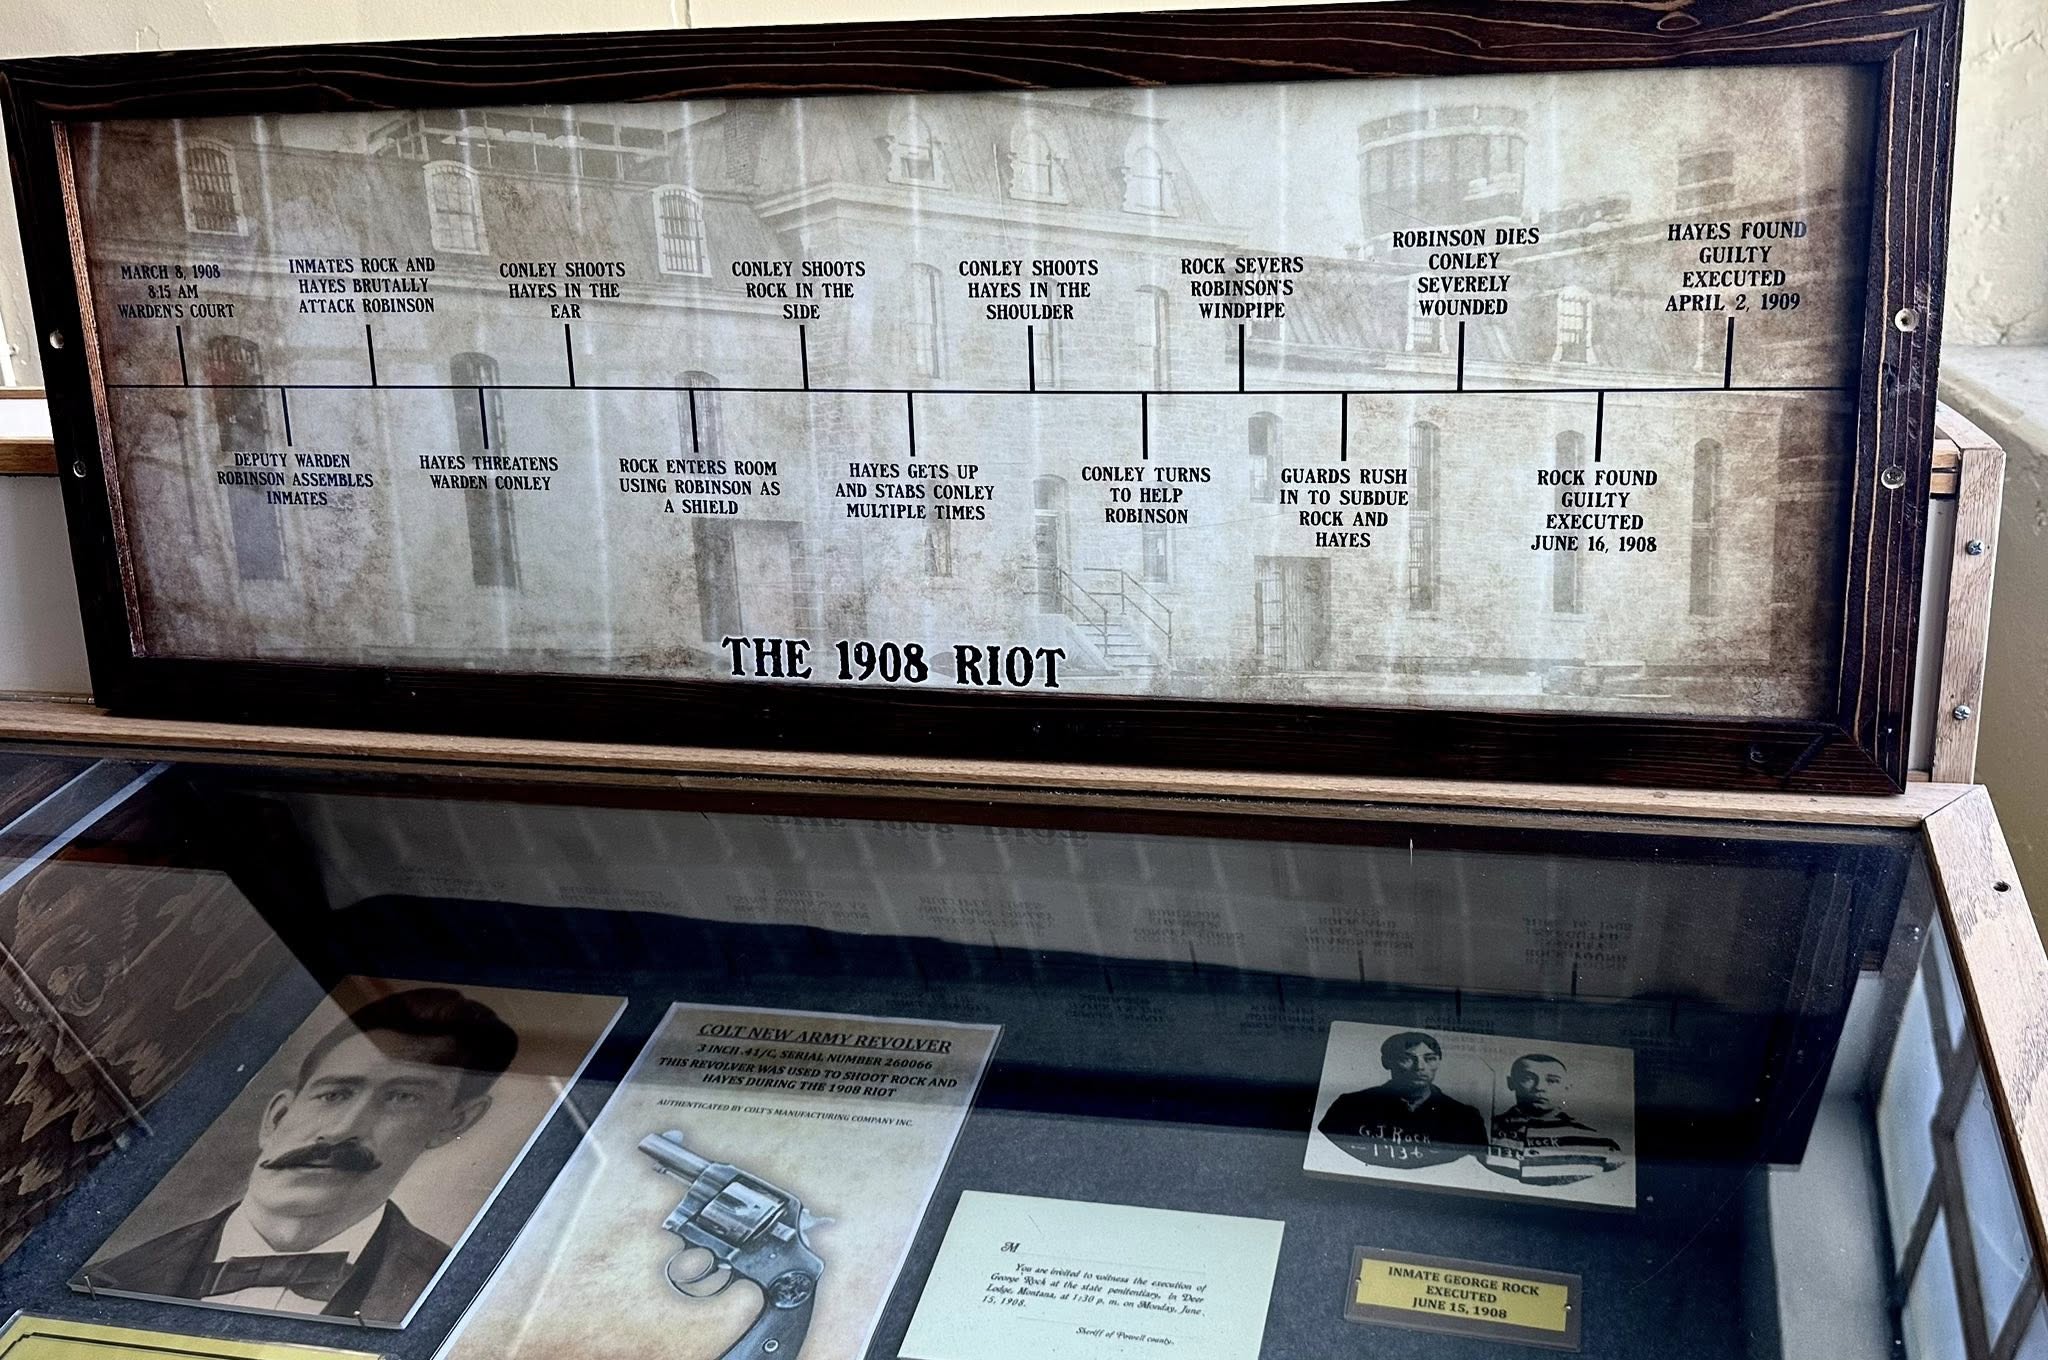 MARCH 8, 1908
8:15 AM
WARDEN'S COURT
DEPUTY WARDEN
ROBINSON ASSEMBLES
INMATES
INMATES ROCK AND
HAYES BRUTALLY
ATTACK ROBINSON
HAYES THREATENS
WARDEN CONLEY
CONLEY SHOOTS
HAYES IN THE
EAR
ROCK ENTERS ROOM
USING ROBINSON AS
A SHIELD
CONLEY SHOOTS
ROCK IN THE
SIDE
HAYES GETS UP
AND STABS CONLEY
MULTIPLE TIMES
CONLEY SHOOTS
HAYES IN THE
SHOULDER
CONLEY TURNS
TO HELP
ROBINSON
ROCK SEVERS
ROBINSON'S
WINDPIPE
GUARDS RUSH
IN TO SUBDUE
ROCK AND
HAYES
ROBINSON DIES
CONLEY
SEVERELY
WOUNDED
ROCK FOUND
GUILTY
EXECUTED
JUNE 16, 1908
HAYES FOUND
GUILTY
EXECUTED
APRIL 2, 1909
THE 1908 RIOT
COLT NEW ARMY REVOLVER
3 INCH .41/C, SERIAL NUMBER 260066
THIS REVOLVER WAS USED TO SHOOT ROCK AND
HAYES DURING THE 1908 RIOT
AUTHENTICATED BY COLT'S MANUFACTURING COMPANY INC.
G.J. Rock
-1736-
Rock
M
You are invited to witness the execution of
George Rock at the state penitentiary, in Deer
Lodge, Montana, at 1:30 p. m. on Monday, June
15, 1908.
Sheriff of Powell county.
INMATE GEORGE ROCK
EXECUTED
JUNE 15, 1908